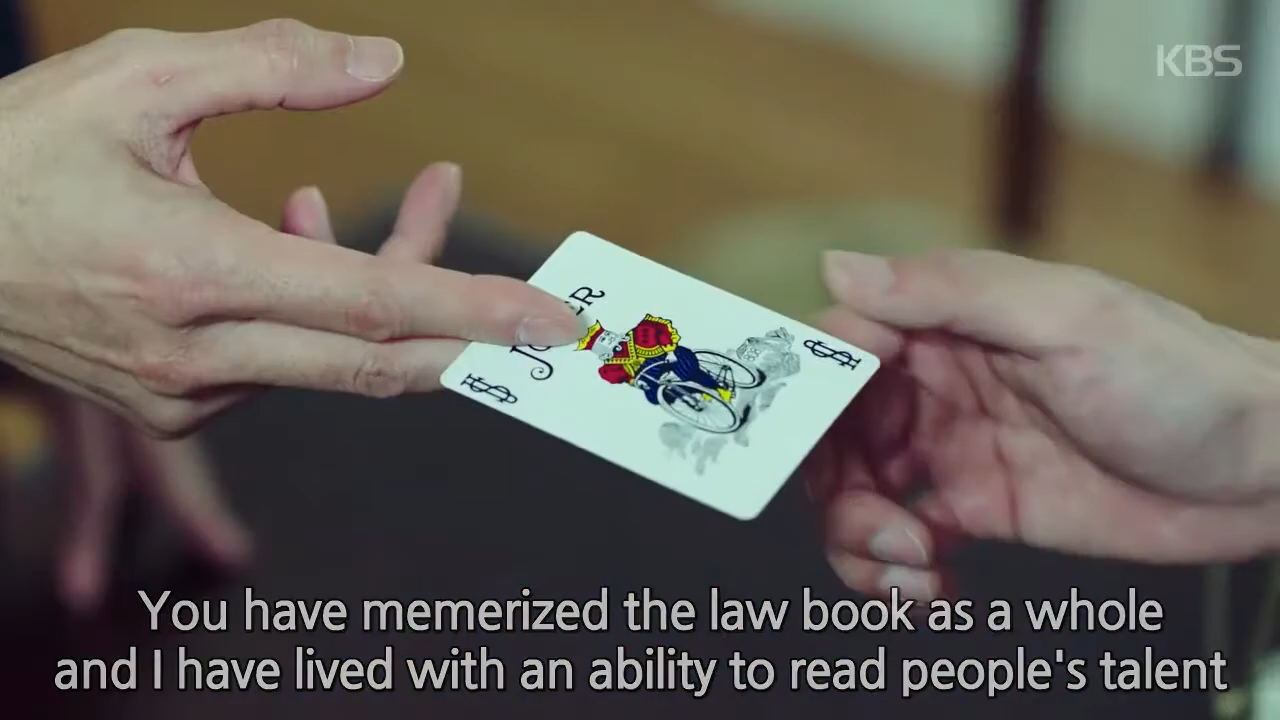 KBS
JOKER
You have memerized the law book as a whole
and I have lived with an ability to read people's talent